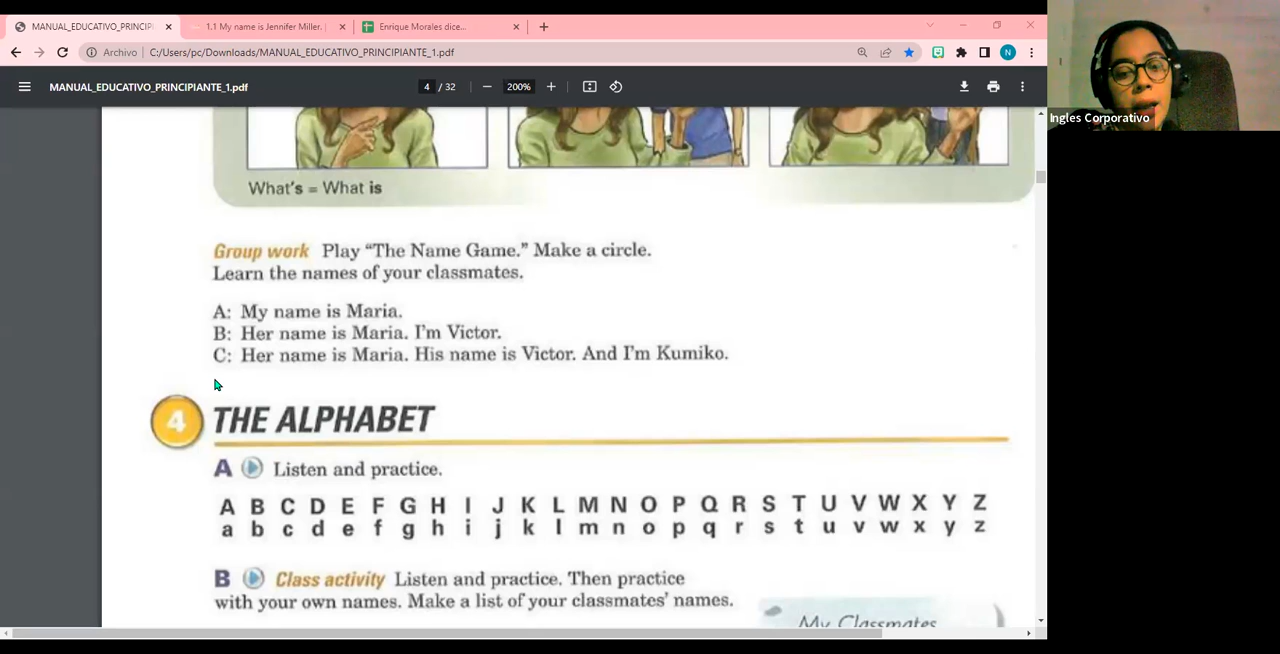 MANUAL_EDUCATIVO_PRINCIPI
1.1 My name is Jennifer Miller. |
Enrique Morales dice...
Archivo
C:/Users/pc/Downloads/MANUAL_EDUCATIVO_PRINCIPIANTE_1.pdf
N
MANUAL_EDUCATIVO_PRINCIPIANTE_1.pdf
4 / 32
200%
Ingles Corporativo
What's = What is
Group work Play “The Name Game.” Make a circle.
Learn the names of your classmates.
A: My name is Maria.
B: Her name is Maria. I'm Victor.
C: Her name is Maria. His name is Victor. And I'm Kumiko.
4 THE ALPHABET
A Listen and practice.
A B C D E F G H I J K L M N O P Q R S T U V W X Y Z
a b c d e f g h i j k l m n o p q r s t u v w x y z
B Class activity Listen and practice. Then practice
with your own names. Make a list of your classmates' names.
My Classmates